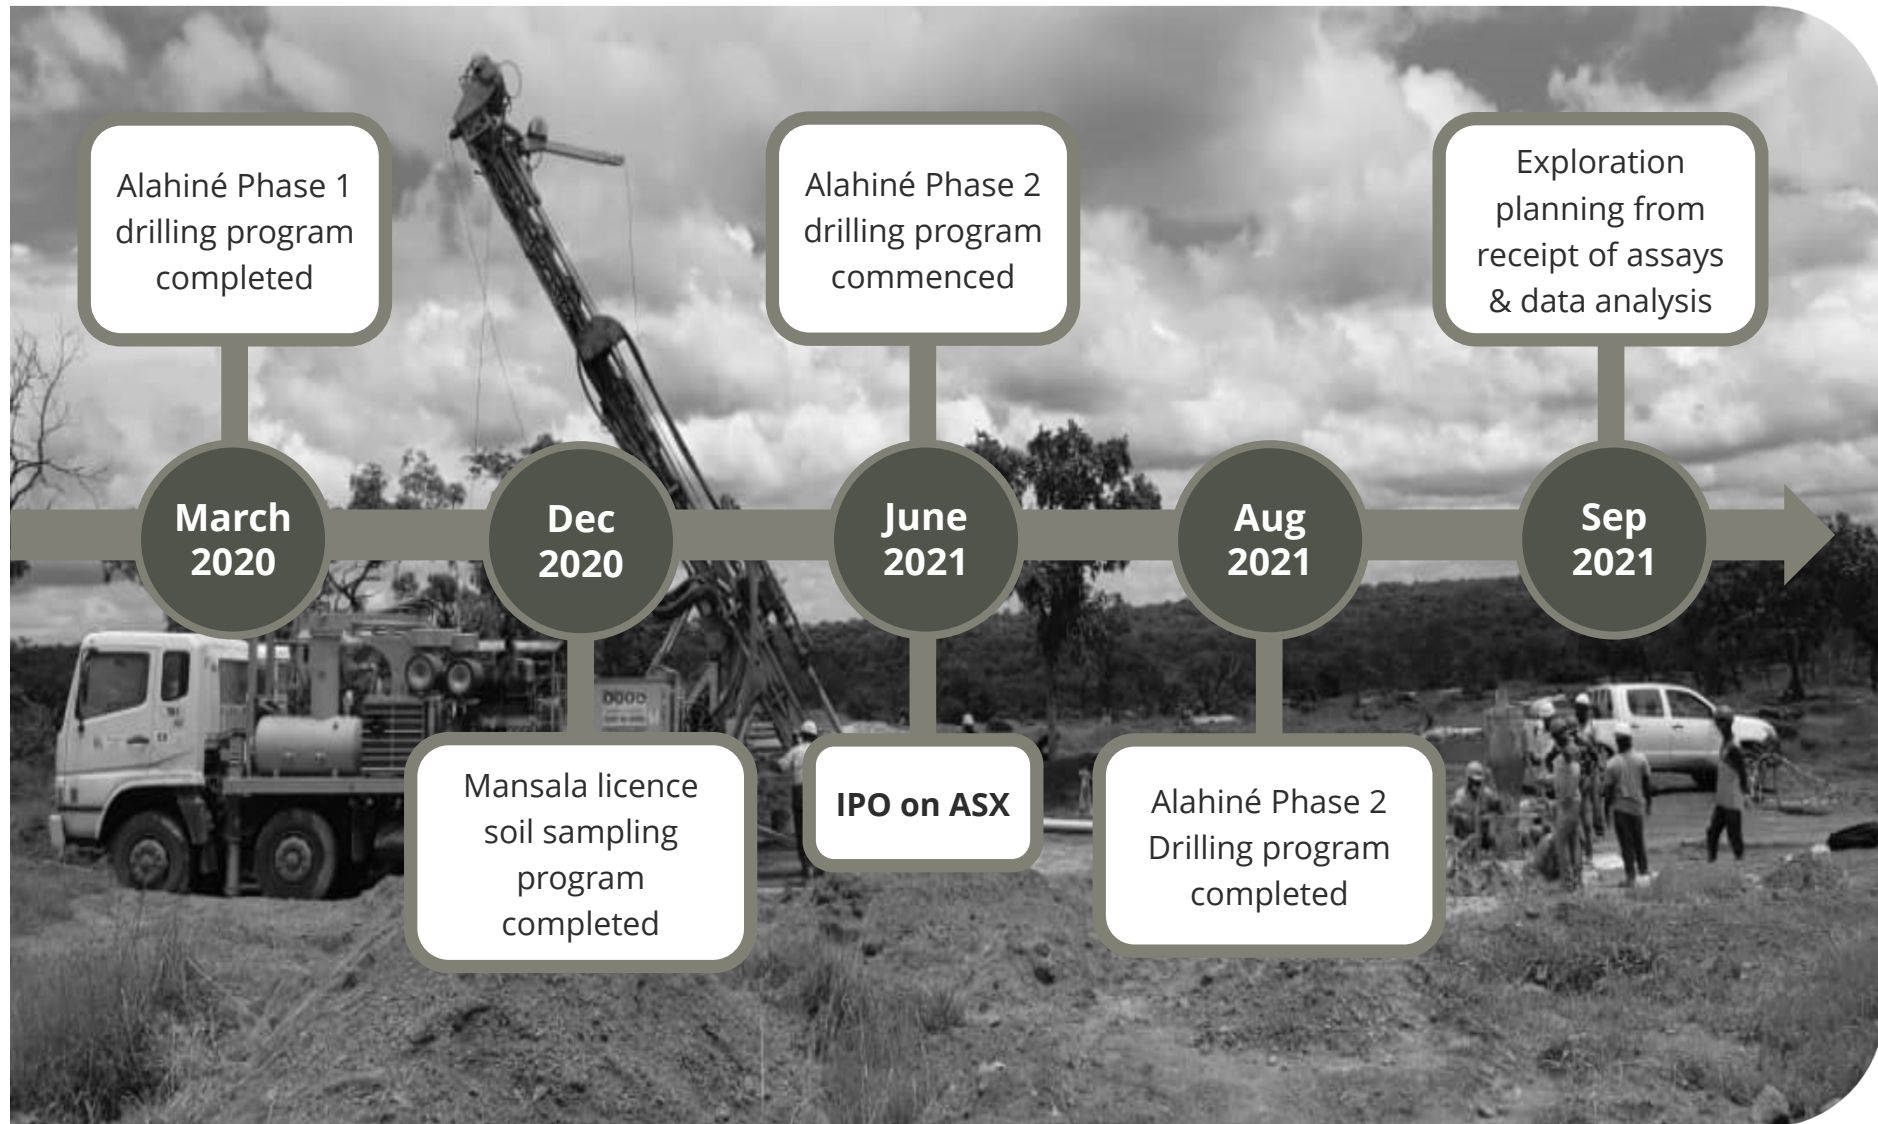 Alahiné Phase 1
drilling program
completed
Alahiné Phase 2
drilling program
commenced
Exploration
planning from
receipt of assays
& data analysis
March
2020
Dec
2020
June
2021
Aug
2021
Sep
2021
Mansala licence
soil sampling
program
completed
IPO on ASX
Alahiné Phase 2
Drilling program
completed